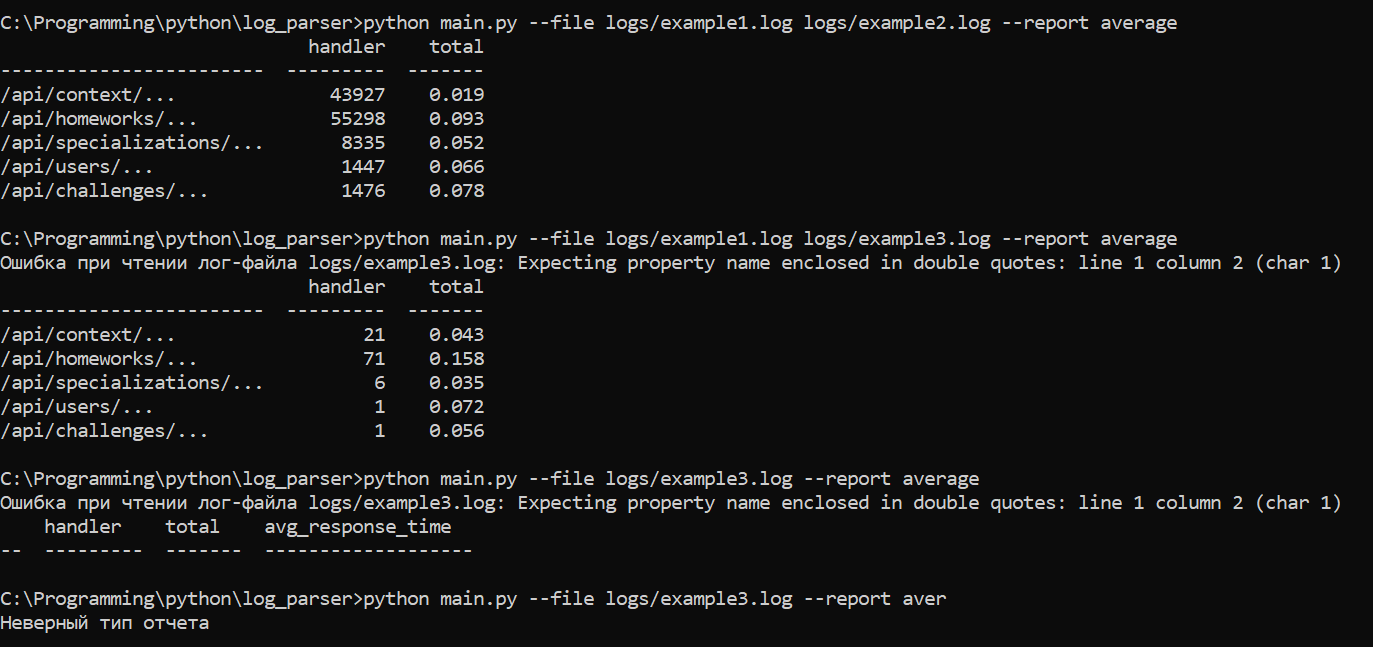 C:\Programming\python\log_parser>python main.py --file logs/example1.log logs/example2.log --report average
                            handler    total
------------------------  ---------  -------
/api/context/...              43927    0.019
/api/homeworks/...            55298    0.093
/api/specializations/...       8335    0.052
/api/users/...                 1447    0.066
/api/challenges/...            1476    0.078
C:\Programming\python\log_parser>python main.py --file logs/example1.log logs/example3.log --report average
Ошибка при чтении лог-файла logs/example3.log: Expecting property name enclosed in double quotes: line 1 column 2 (char 1)
                            handler    total
------------------------  ---------  -------
/api/context/...                 21    0.043
/api/homeworks/...               71    0.158
/api/specializations/...          6    0.035
/api/users/...                    1    0.072
/api/challenges/...               1    0.056
C:\Programming\python\log_parser>python main.py --file logs/example3.log --report average
Ошибка при чтении лог-файла logs/example3.log: Expecting property name enclosed in double quotes: line 1 column 2 (char 1)
    handler    total    avg_response_time
--  ---------  -------  -------------------
C:\Programming\python\log_parser>python main.py --file logs/example3.log --report aver
Неверный тип отчета